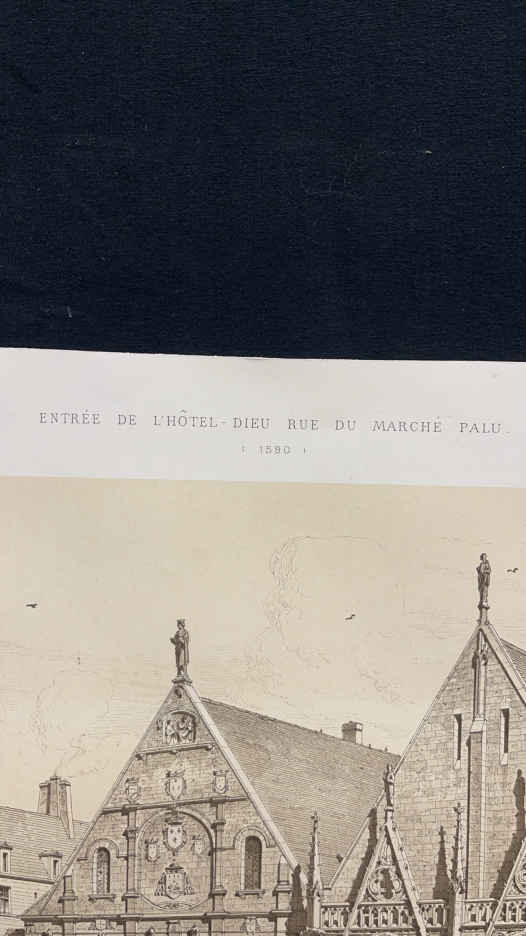 ENTRÉE DE L'HÔTEL-DIEU RUE DU MARCHÉ PALU.
( 1590 )